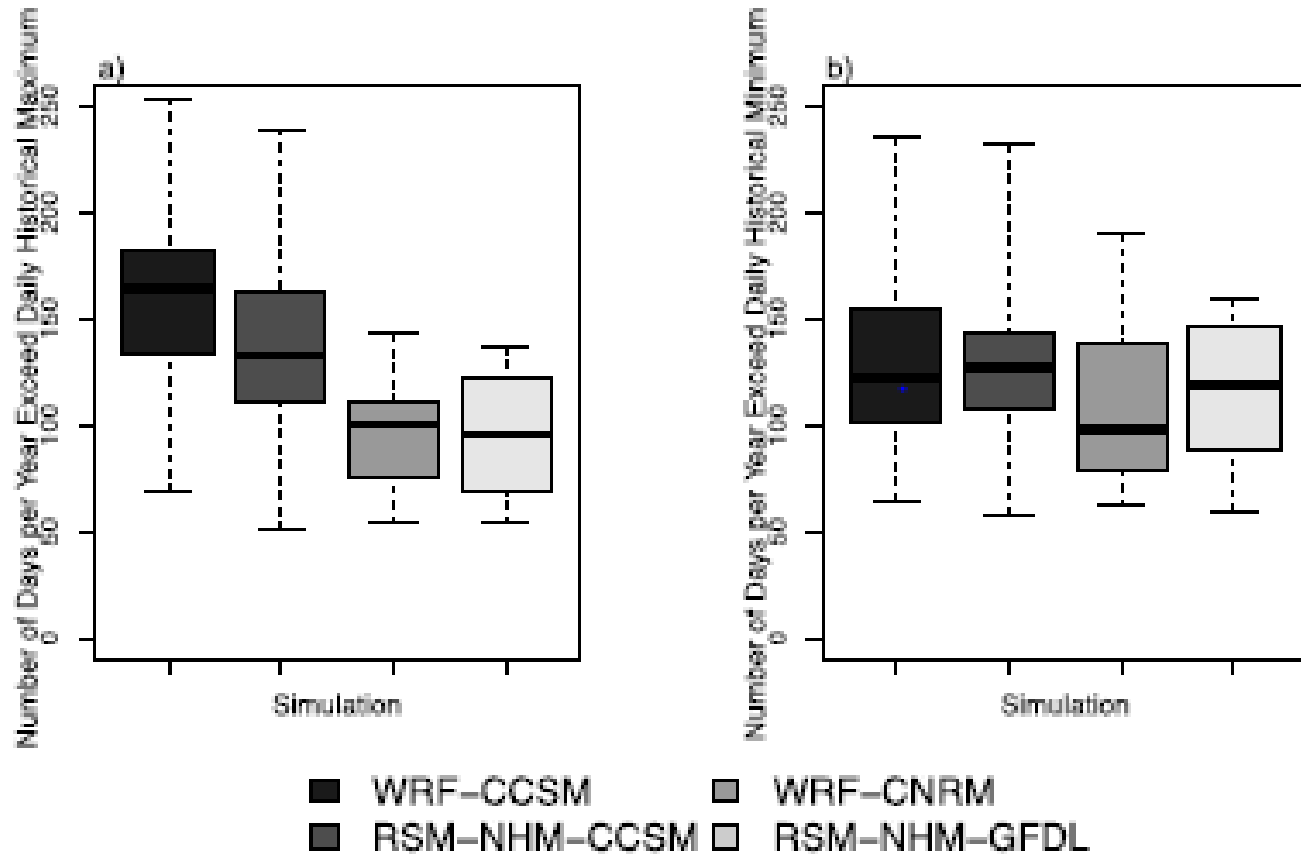 a)
Number of Days per Year Exceed Daily Historical Maximum
250
200
150
100
50
0
Simulation
b)
Number of Days per Year Exceed Daily Historical Minimum
250
200
150
100
50
0
Simulation
WRF−CCSM
WRF−CNRM
RSM−NHM−CCSM
RSM−NHM−GFDL